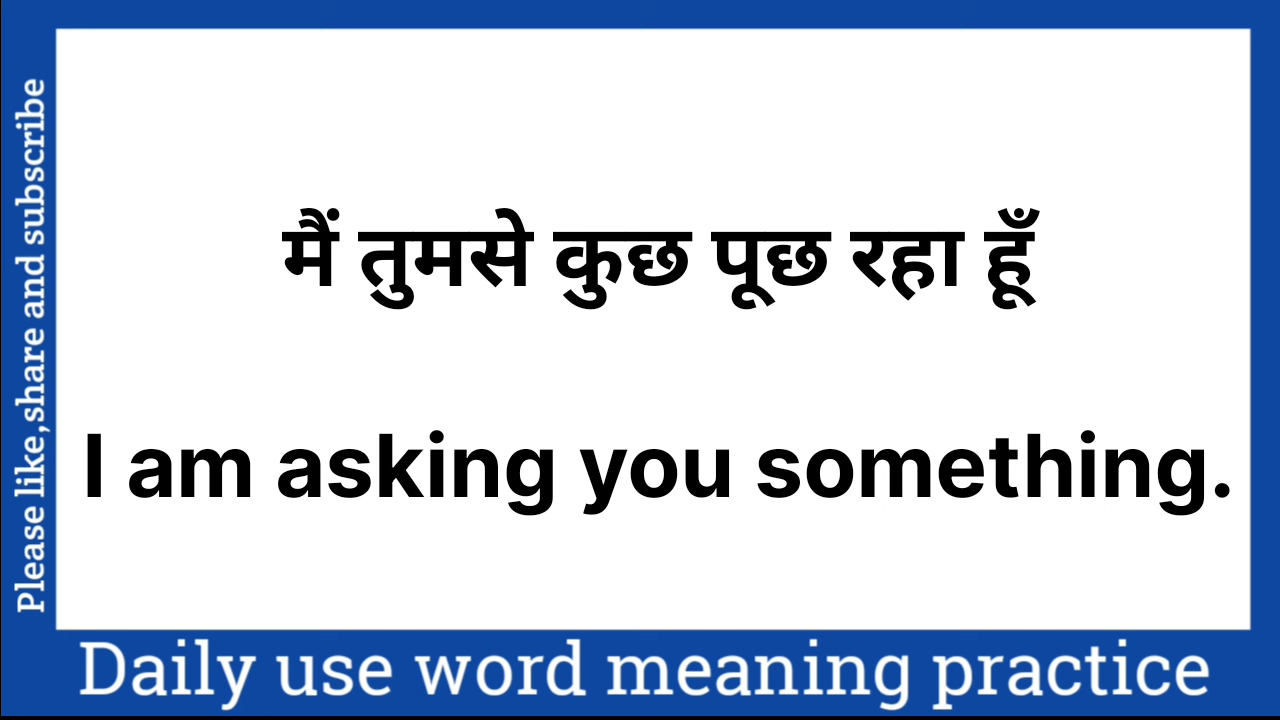 Please like,share and subscribe
मैं तुमसे कुछ पूछ रहा हूँ
I am asking you something.
Daily use word meaning practice